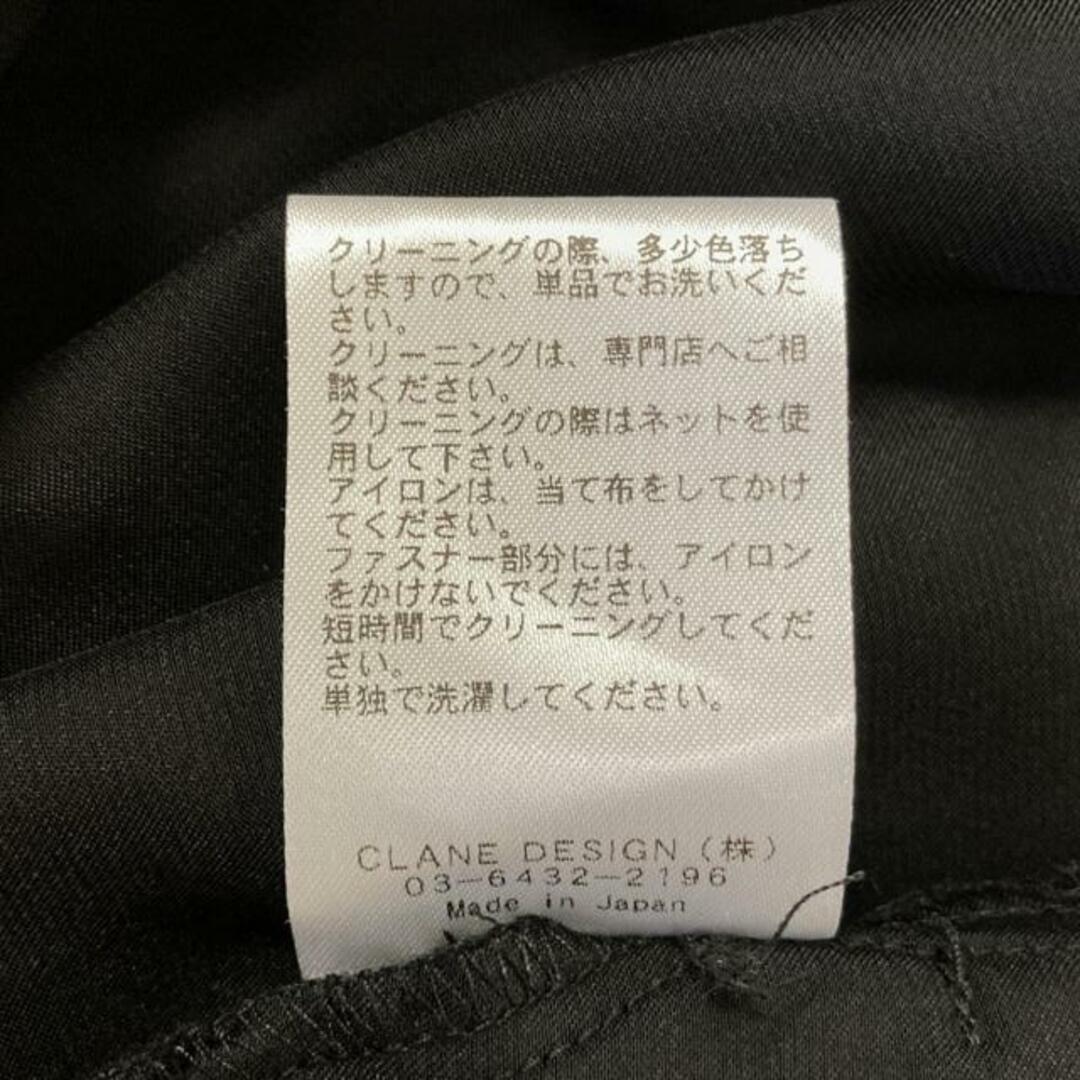 クリーニングの際、多少色落ち
しますので、単品でお洗いくだ
さい。
クリーニングは、専門店へご相
談ください。
クリーニングの際はネットを使
用して下さい。
アイロンは、当て布をしてかけ
てください。
ファスナー部分には、アイロン
をかけないでください。
短時間でクリーニングしてくだ
さい。
単独で洗濯してください。
CLANE DESIGN（株）
03-6432-2196
Made in Japan